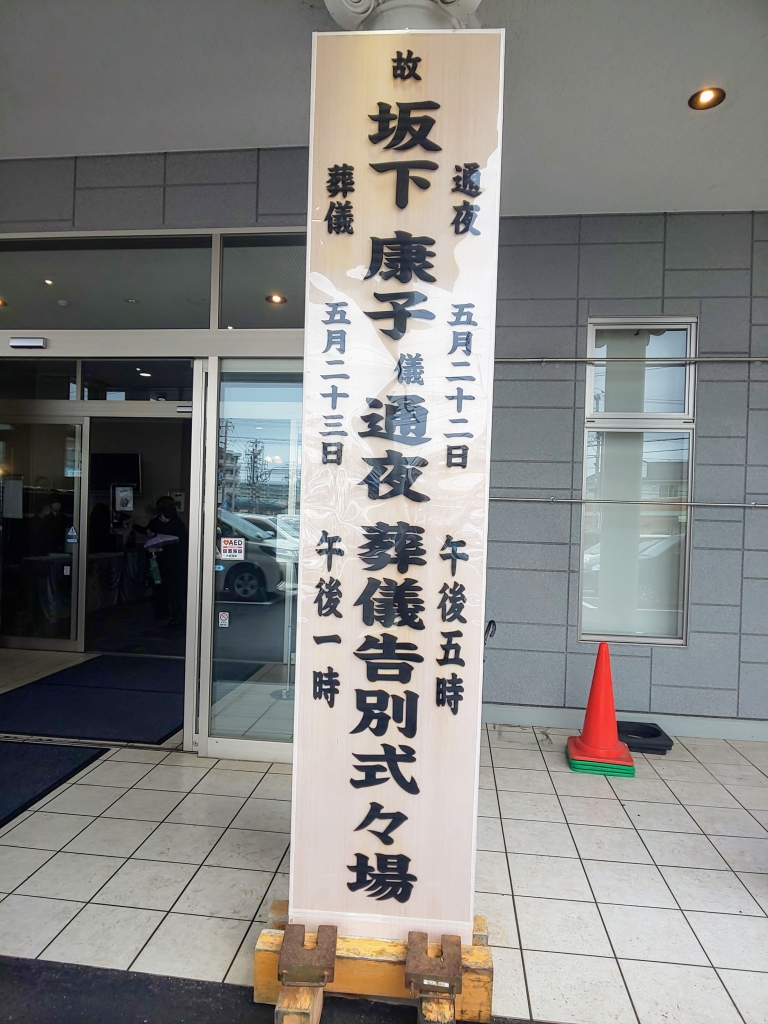 通夜 五月二十二日 午後五時
故 坂下 康子 儀 通夜 葬儀告別式々場
葬儀 五月二十三日 午後一時
AED